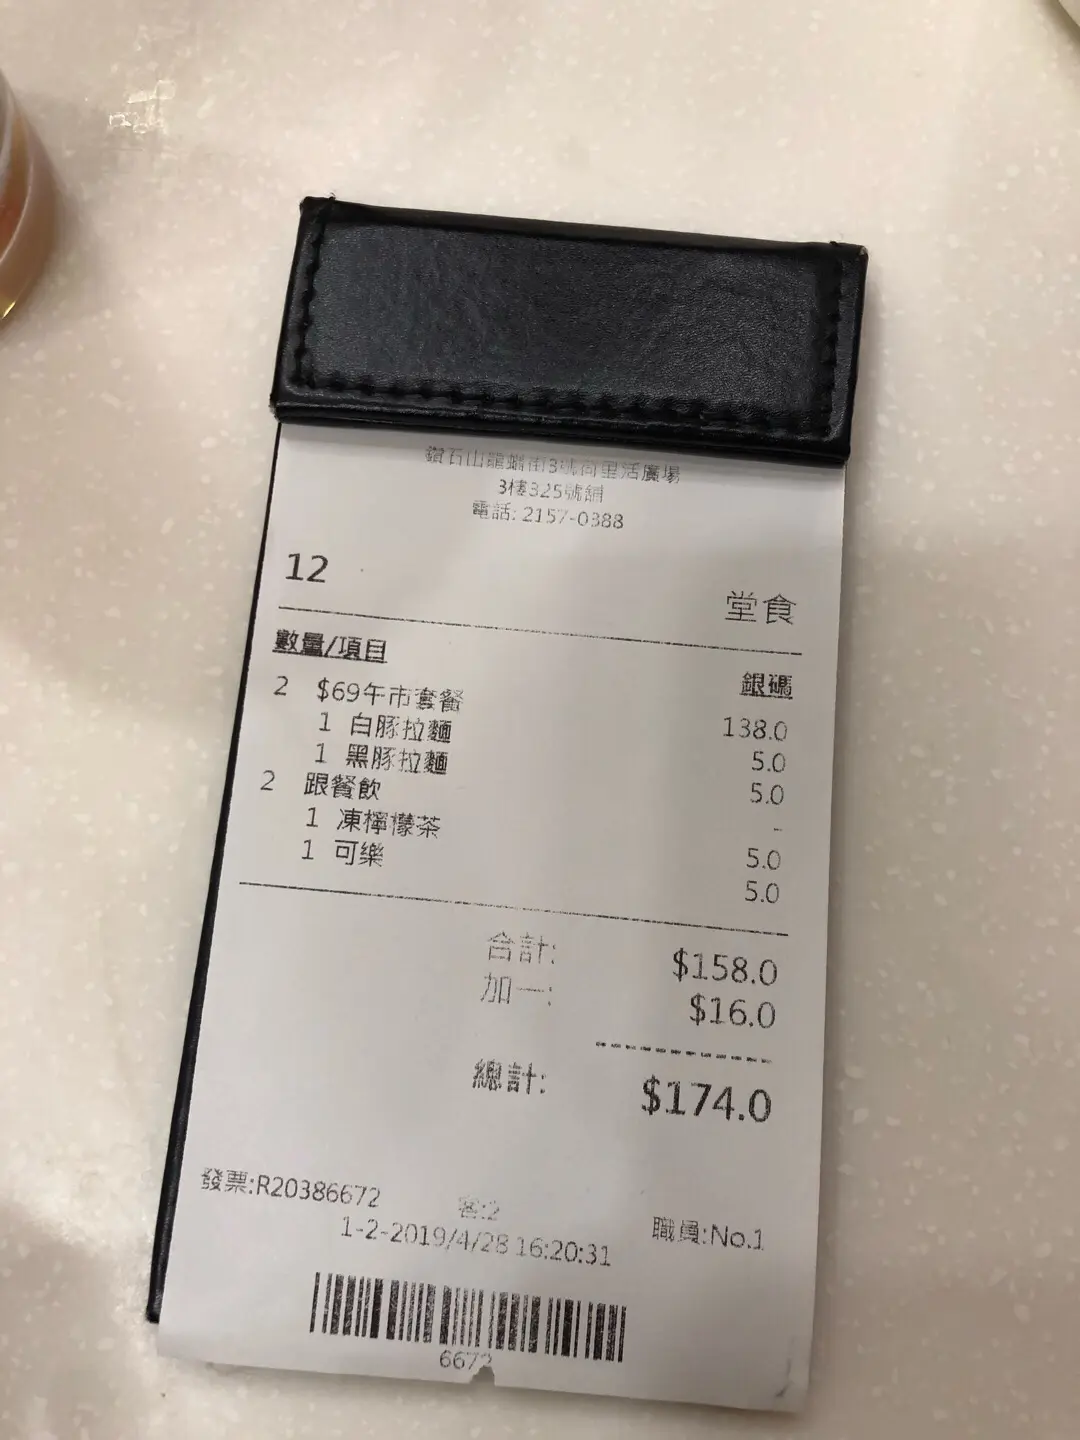 鑽石山龍蟠街3號荷里活廣場
3樓325號舖
電話: 2157-0388
12
堂食
數量/項目 銀碼
2 $69午市套餐 138.0
1 白豚拉麵 5.0
1 黑豚拉麵 5.0
2 跟餐飲 -
1 凍檸檬茶 5.0
1 可樂 5.0
合計: $158.0
加一: $16.0
總計: $174.0
發票:R20386672 客:2 職員:No.1
1-2-2019/4/28 16:20:31
6672